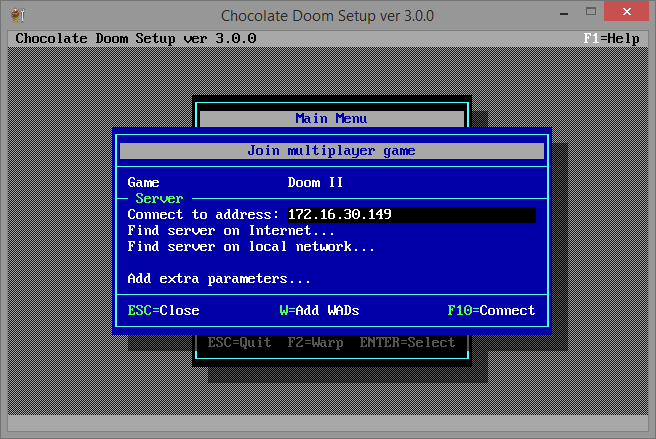 Chocolate Doom Setup ver 3.0.0
Chocolate Doom Setup ver 3.0.0 F1=Help
Main Menu
Join multiplayer game
Game Doom II
Server
Connect to address: 172.16.30.149
Find server on Internet...
Find server on local network...
Add extra parameters...
ESC=Close W=Add WADs F10=Connect
ESC=Quit F2=Warp ENTER=Select